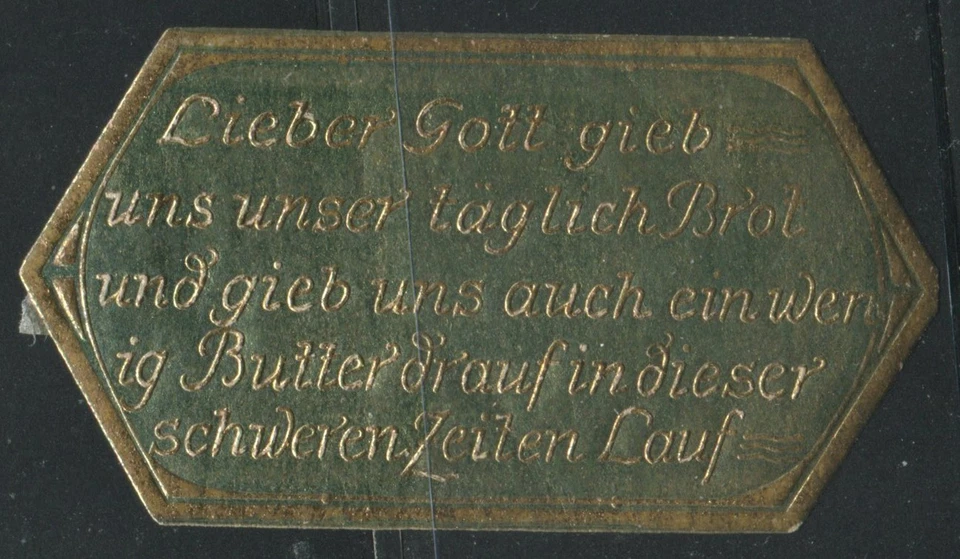 Lieber Gott gieb
uns unser täglich Brot
und gieb uns auch ein wen
ig Butter drauf in dieser
schweren Zeiten Lauf